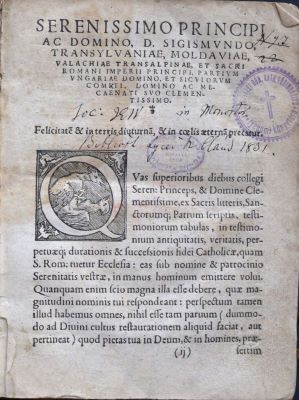 SERENISSIMO PRINCIPI
AC DOMINO, D. SIGISMVNDO,
TRANSYLVANIAE, MOLDAVIAE,
VALACHIAE TRANSALPINAE, ET SACRI
ROMANI IMPERII PRINCIPI, PARTIVM
VNGARIAE DOMINO, ET SICVLORVM
COMITI. DOMINO AC ME-
CAENATI SVO CLEMEN-
TISSIMO.
Felicitatē & in terris diuturnā, & in cœlis æternā precatur.
1831.
QVas superioribus diebus collegi
Seren: Princeps, & Domine Cle-
mentissime, ex Sacris literis, San-
ctorumq; Patrum scriptis, testi-
moniorum tabulas, in testimo-
nium antiquitatis, veritatis, per-
petuæq; durationis & successionis fidei Catholicæ, quam
S. Rom: tuetur Ecclesia: eas sub nomine & patrocinio
Serenitatis vestræ, in manus hominum emittere volui.
Quanquam enim scio magna illa esse debere, quæ ma-
gnitudini nominis tui respondeant: perspectum tamen
illud habemus omnes, nihil esse tam paruum (dummo-
do ad Diuini cultus restaurationem aliquid faciat, aut
pertineat) quod pietas tua in Deum, & in homines, præ-
(ij)
sertim